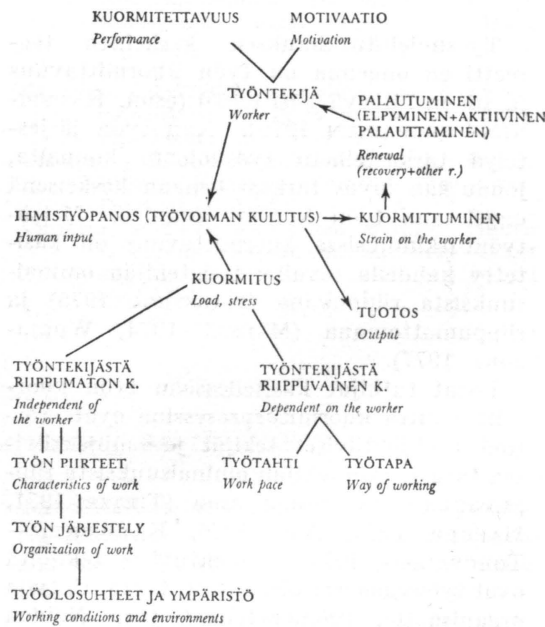 KUORMITETTAVUUS
Performance
MOTIVAATIO
Motivation
TYÖNTEKIJÄ
Worker
PALAUTUMINEN
(ELPYMINEN+AKTIIVINEN
PALAUTTAMINEN)
Renewal
(recovery+other r.)
IHMISTYÖPANOS (TYÖVOIMAN KULUTUS)
Human input
KUORMITTUMINEN
Strain on the worker
KUORMITUS
Load, stress
TUOTOS
Output
TYÖNTEKIJÄSTÄ
RIIPPUMATON K.
Independent of
the worker
TYÖNTEKIJÄSTÄ
RIIPPUVAINEN K.
Dependent on the worker
TYÖN PIIRTEET
Characteristics of work
TYÖTAHTI
Work pace
TYÖTAPA
Way of working
TYÖN JÄRJESTELY
Organization of work
TYÖOLOSUHTEET JA YMPÄRISTÖ
Working conditions and environments